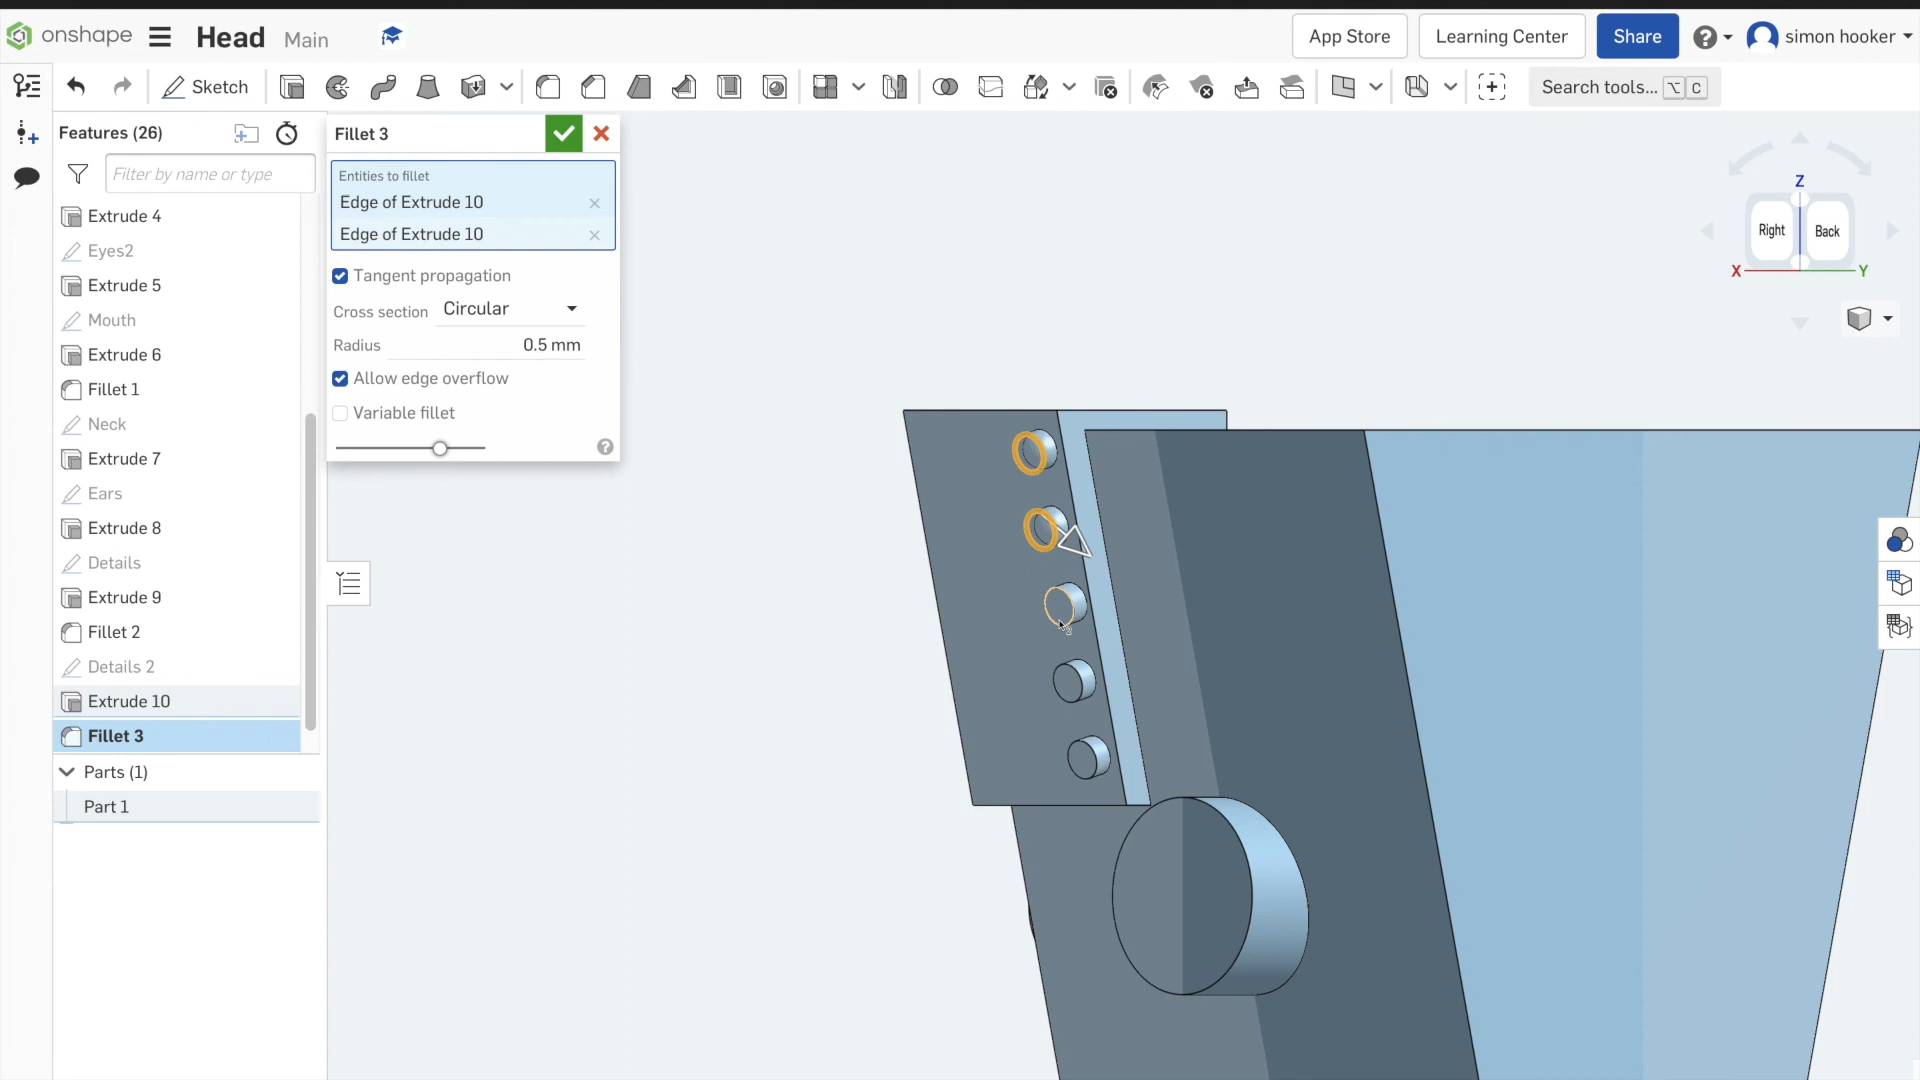 onshape
Head Main
App Store
Learning Center
Share
simon hooker
Sketch
Search tools... ⌥ C
Features (26)
Filter by name or type
Extrude 4
Eyes2
Extrude 5
Mouth
Extrude 6
Fillet 1
Neck
Extrude 7
Ears
Extrude 8
Details
Extrude 9
Fillet 2
Details 2
Extrude 10
Fillet 3
Parts (1)
Part 1
Fillet 3
Entities to fillet
Edge of Extrude 10
Edge of Extrude 10
Tangent propagation
Cross section Circular
Radius 0.5 mm
Allow edge overflow
Variable fillet
Z
Right Back
X Y